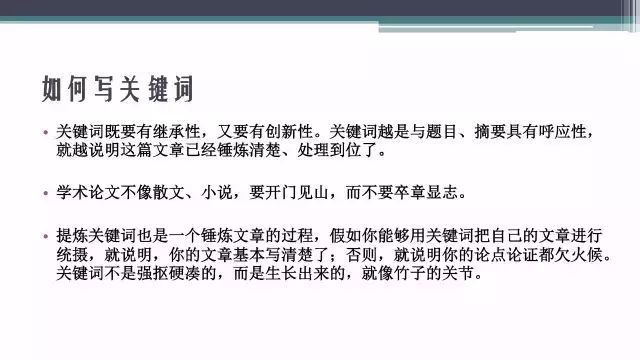 如何写关键词
• 关键词既要有继承性，又要有创新性。关键词越是与题目、摘要具有呼应性，
就越说明这篇文章已经锤炼清楚、处理到位了。
• 学术论文不像散文、小说，要开门见山，而不要卒章显志。
• 提炼关键词也是一个锤炼文章的过程，假如你能够用关键词把自己的文章进行
统摄，就说明，你的文章基本写清楚了；否则，就说明你的论点论证都欠火候。
关键词不是强抠硬凑的，而是生长出来的，就像竹子的关节。